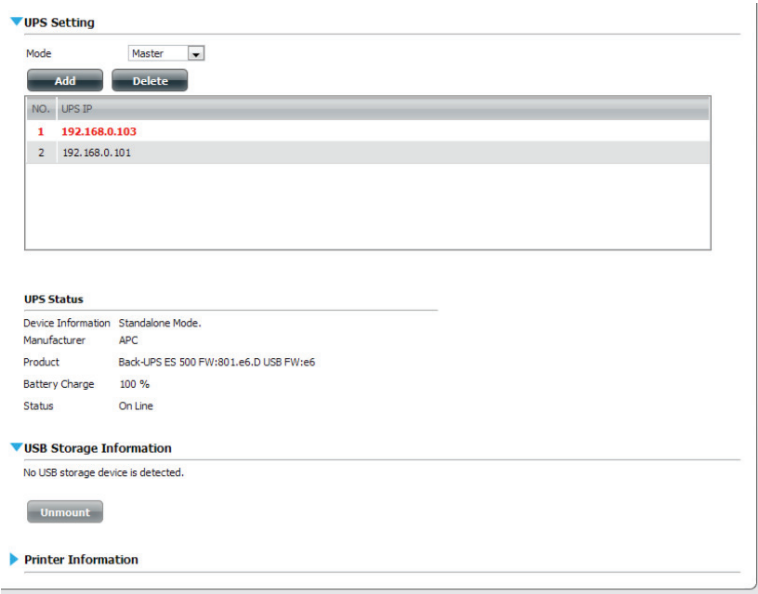 UPS Setting
Mode Master
Add Delete
NO. UPS IP
1 192.168.0.103
2 192.168.0.101
UPS Status
Device Information Standalone Mode.
Manufacturer APC
Product Back-UPS ES 500 FW:801.e6.D USB FW:e6
Battery Charge 100 %
Status On Line
USB Storage Information
No USB storage device is detected.
Unmount
Printer Information